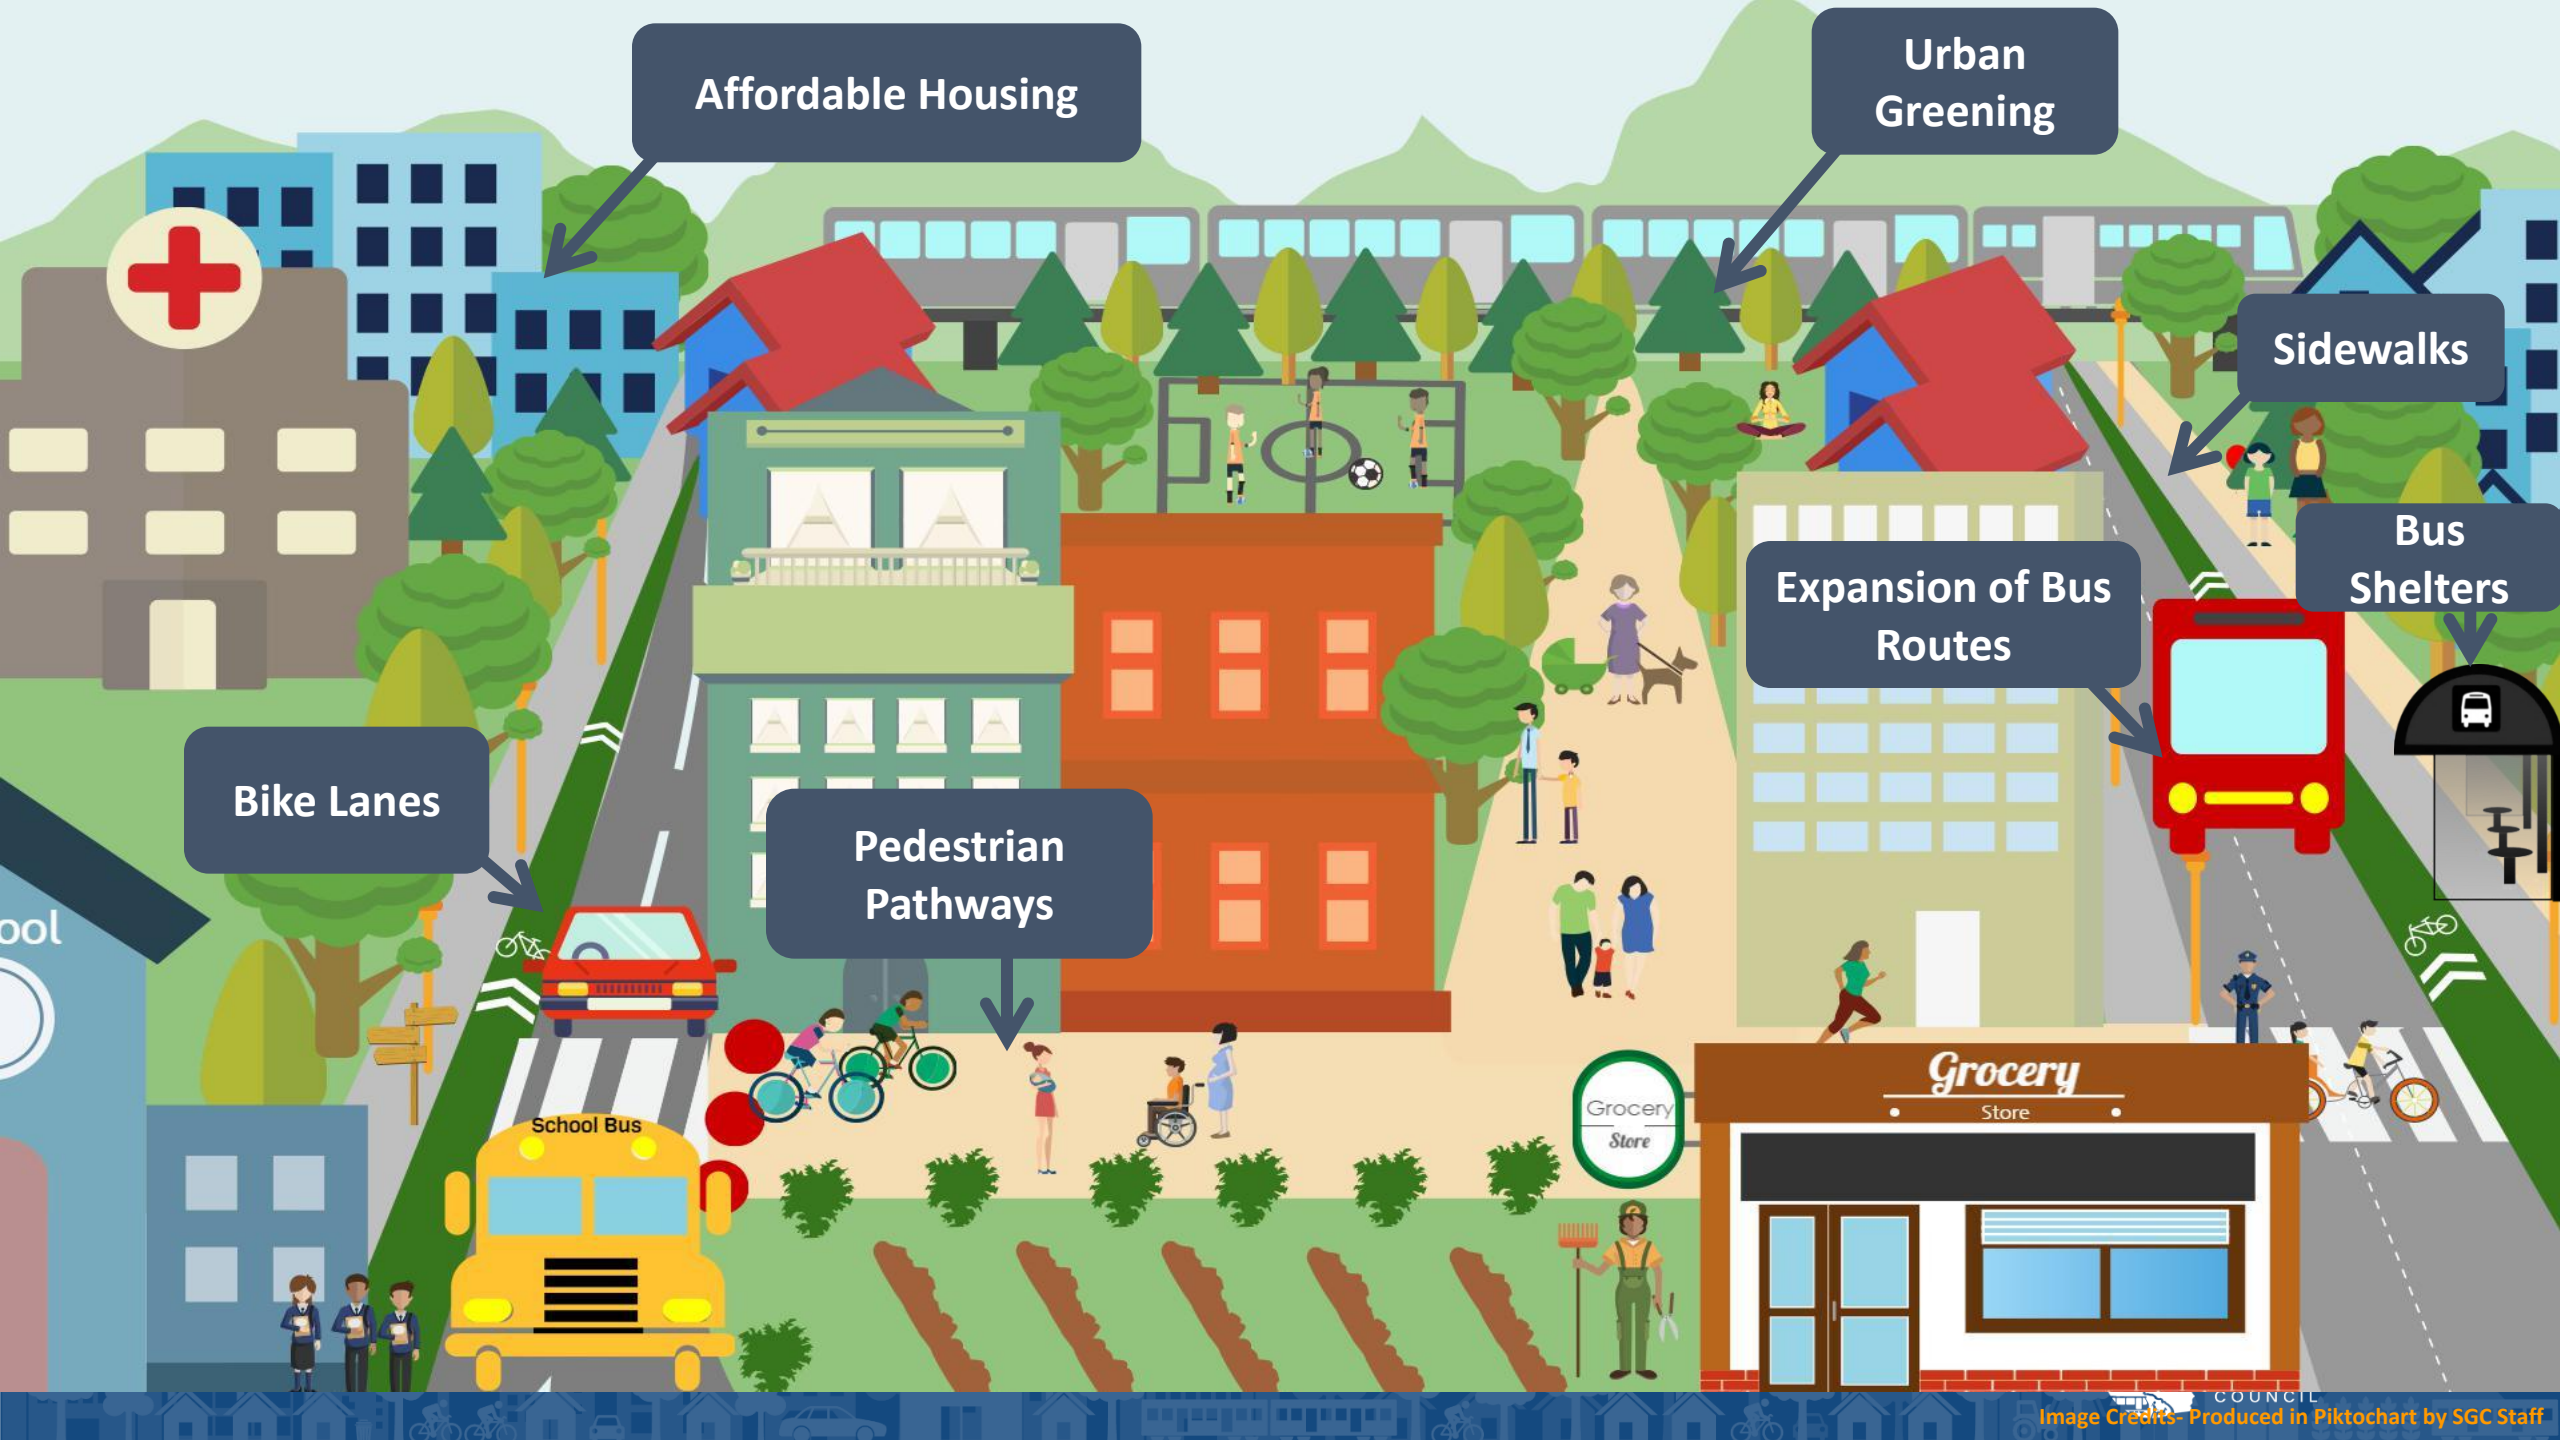 Affordable Housing
Urban
Greening
Sidewalks
Bus
Shelters
Expansion of Bus
Routes
Bike Lanes
Pedestrian
Pathways
ool
School Bus
Grocery
Store
Grocery
Store
COUNCIL
Image Credits- Produced in Piktochart by SGC Staff